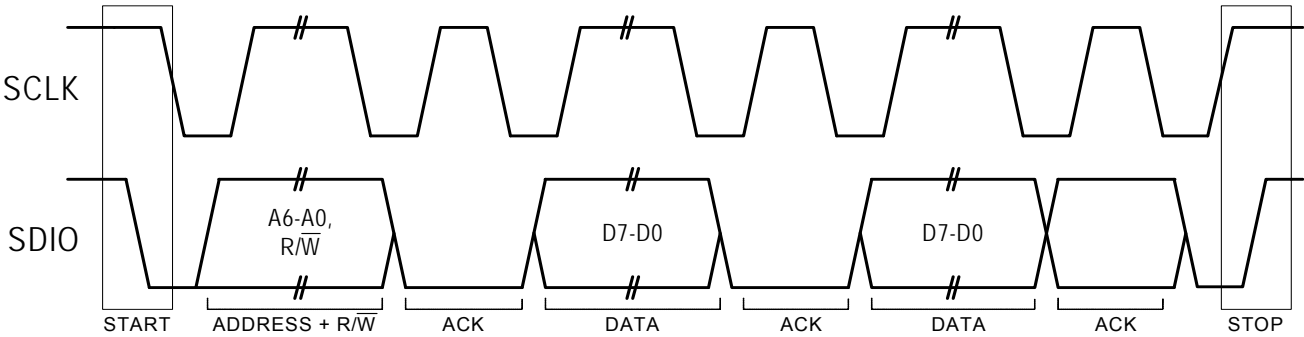 SCLK
SDIO
A6-A0,
R/W̅
D7-D0
D7-D0
START
ADDRESS + R/W̅
ACK
DATA
ACK
DATA
ACK
STOP